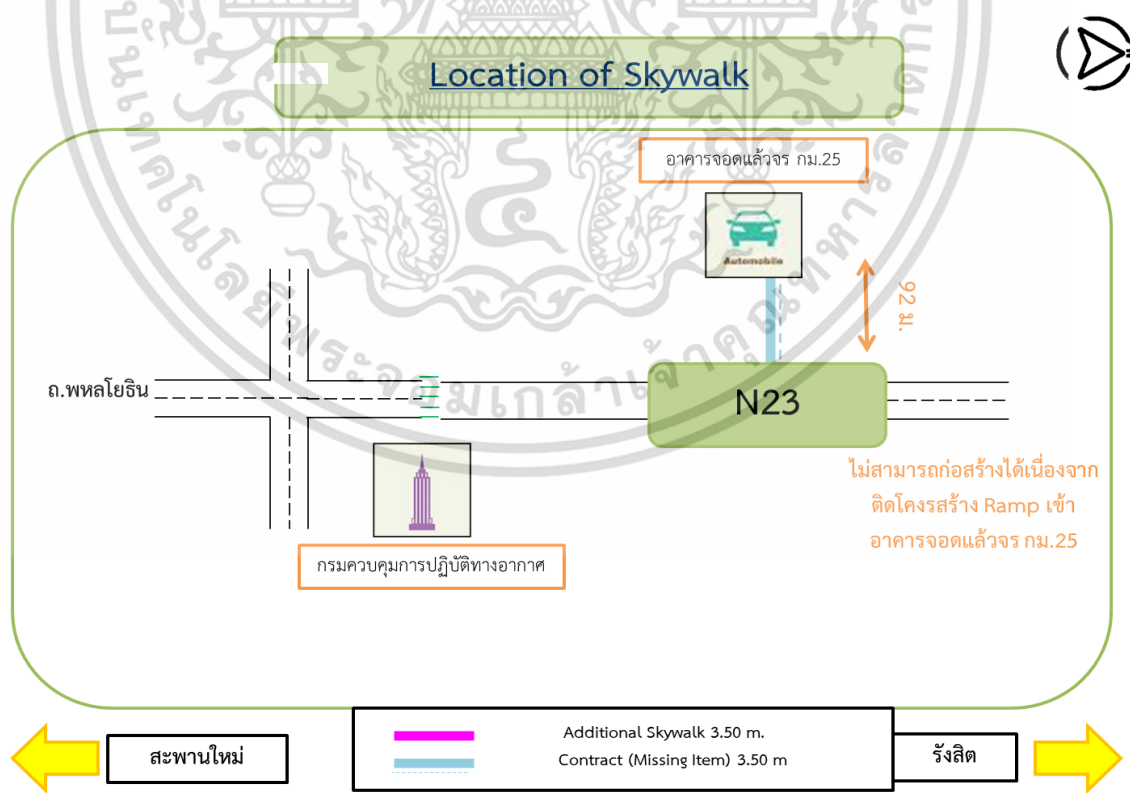 Location of Skywalk
อาคารจอดแล้วจร กม.25
Automobile
92 ม.
ถ.พหลโยธิน
N23
ไม่สามารถก่อสร้างได้เนื่องจาก
ติดโครงสร้าง Ramp เข้า
อาคารจอดแล้วจร กม.25
กรมควบคุมการปฏิบัติทางอากาศ
สะพานใหม่
Additional Skywalk 3.50 m.
Contract (Missing Item) 3.50 m
รังสิต